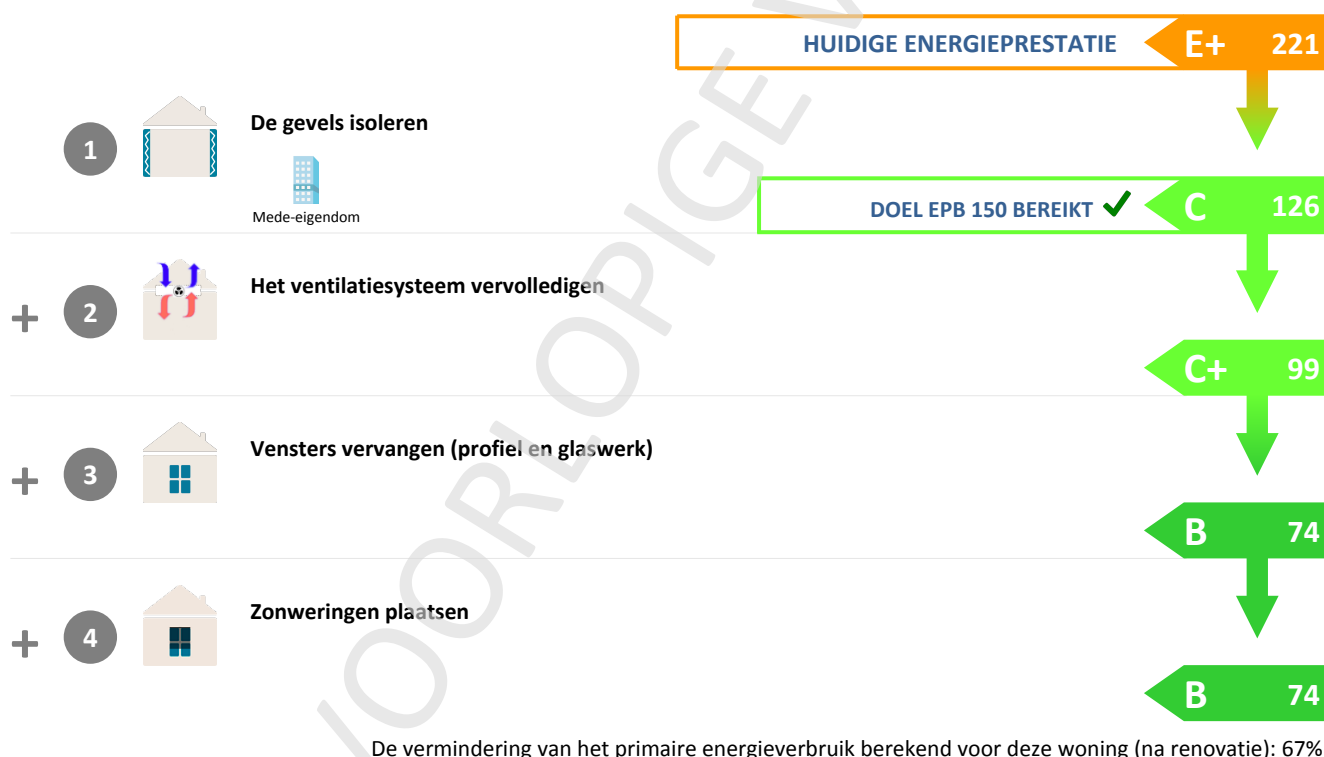 HUIDIGE ENERGIEPRESTATIE E+ 221
1 De gevels isoleren
Mede-eigendom
DOEL EPB 150 BEREIKT ✓ C 126
+ 2 Het ventilatiesysteem vervolledigen
C+ 99
+ 3 Vensters vervangen (profiel en glaswerk)
B 74
+ 4 Zonweringen plaatsen
B 74
De vermindering van het primaire energieverbruik berekend voor deze woning (na renovatie): 67%
VOORLOPIGE